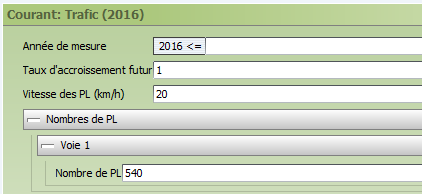 Courant: Trafic (2016)
Année de mesure 2016 <=
Taux d'accroissement futur 1
Vitesse des PL (km/h) 20
Nombres de PL
Voie 1
Nombre de PL 540